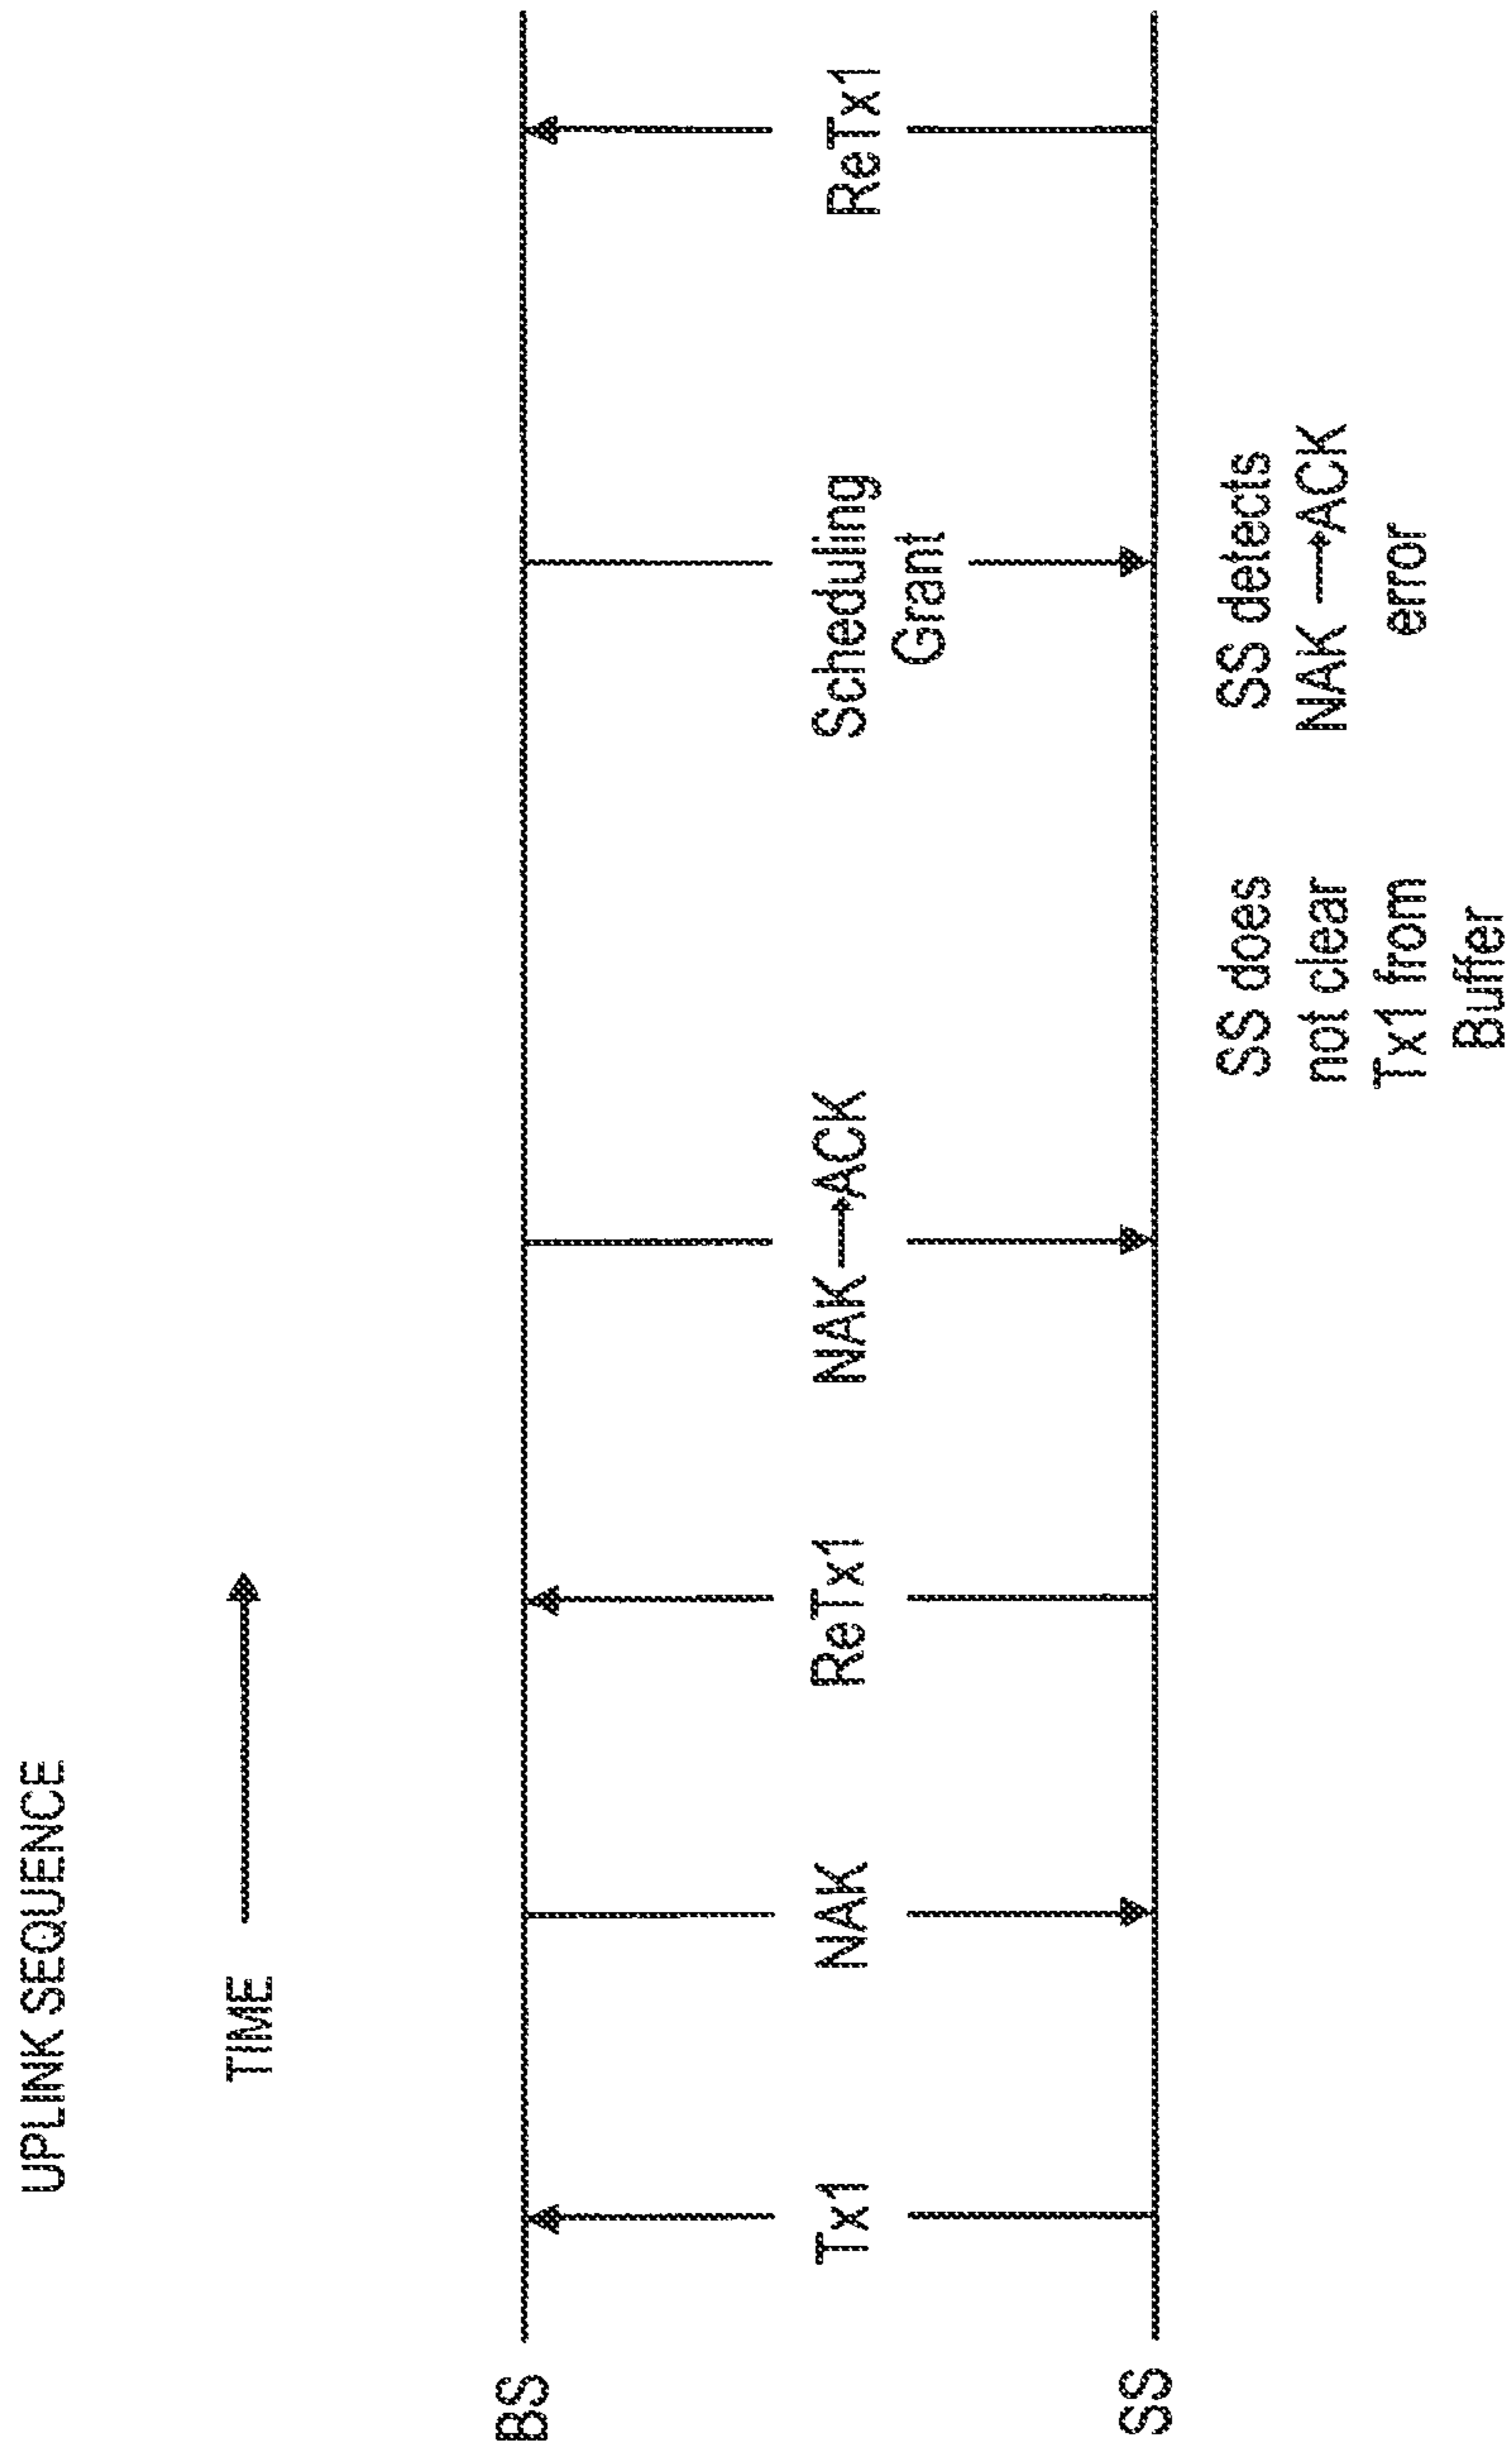 UPLINK SEQUENCE
TIME
BS
Tx1
NAK
ReTx1
NAK→ACK
Scheduling
Grant
ReTx1
SS
SS does
not clear
Tx1 from
Buffer
SS detects
NAK→ACK
error